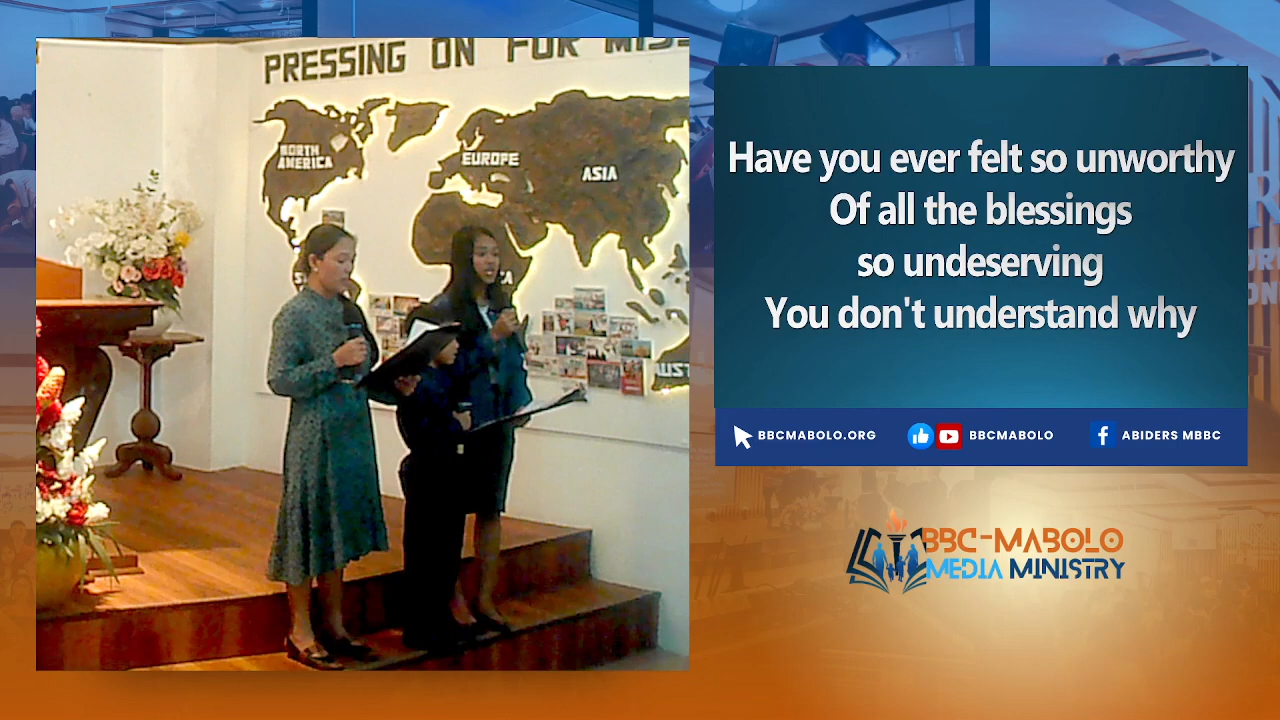 PRESSING ON FOR
NORTH
AMERICA
EUROPE
ASIA
Have you ever felt so unworthy
Of all the blessings
so undeserving
You don't understand why
BBCMABOLO.ORG
BBCMABOLO
ABIDERS MBBC
BBC-MABOLO
MEDIA MINISTRY